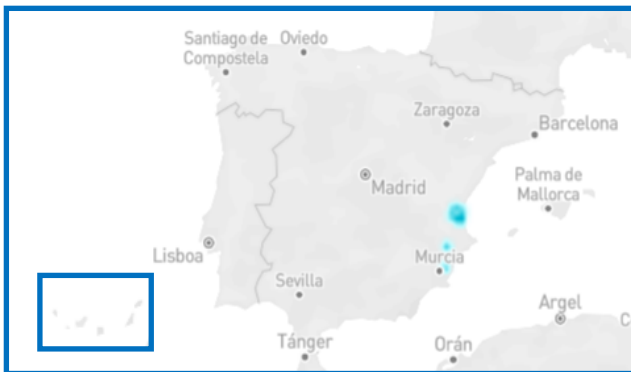 Santiago de
Compostela
Oviedo
Zaragoza
Barcelona
Madrid
Palma de
Mallorca
Lisboa
Murcia
Sevilla
Argel
Tánger
Orán
C